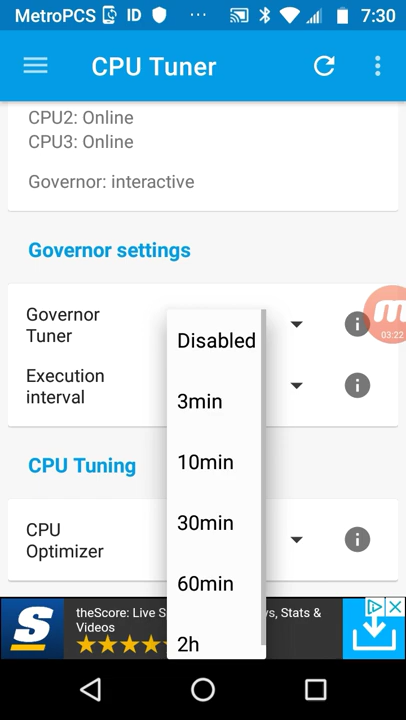 MetroPCS ID ... 7:30
CPU Tuner
CPU2: Online
CPU3: Online
Governor: interactive
Governor settings
Governor
Tuner
Disabled
03:22
Execution
interval
3min
10min
CPU Tuning
30min
CPU
Optimizer
60min
theScore: Live S
s, Stats &
Videos
2h